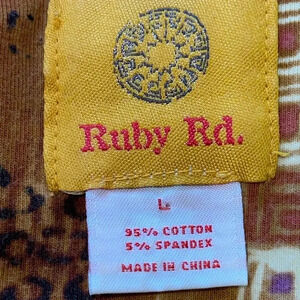 Ruby Rd.
L
95% COTTON
5% SPANDEX
MADE IN CHINA